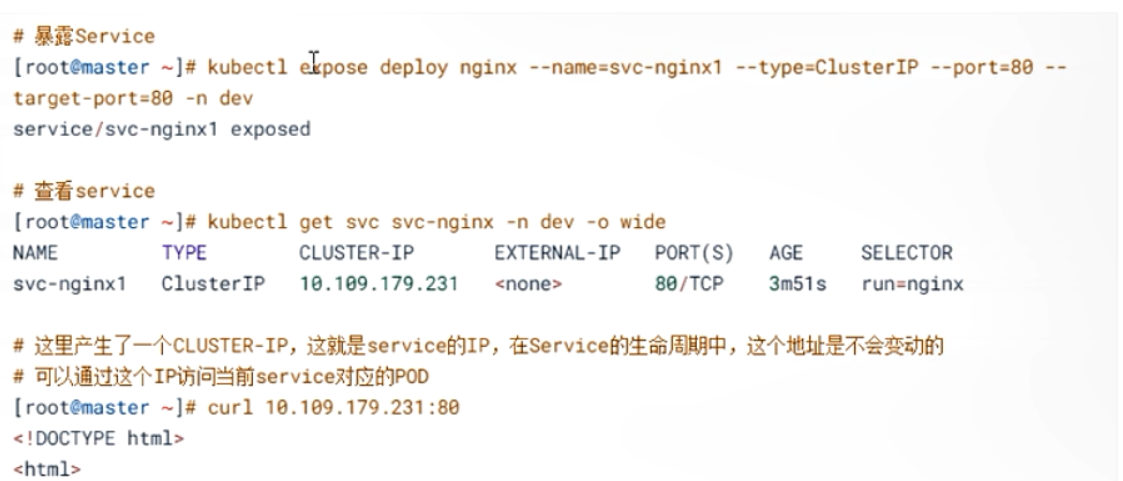 # 暴露Service
[root@master ~]# kubectl expose deploy nginx --name=svc-nginx1 --type=ClusterIP --port=80 --
target-port=80 -n dev
service/svc-nginx1 exposed
# 查看service
[root@master ~]# kubectl get svc svc-nginx -n dev -o wide
NAME TYPE CLUSTER-IP EXTERNAL-IP PORT(S) AGE SELECTOR
svc-nginx1 ClusterIP 10.109.179.231 <none> 80/TCP 3m51s run=nginx
# 这里产生了一个CLUSTER-IP，这就是service的IP，在Service的生命周期中，这个地址是不会变动的
# 可以通过这个IP访问当前service对应的POD
[root@master ~]# curl 10.109.179.231:80
<!DOCTYPE html>
<html>